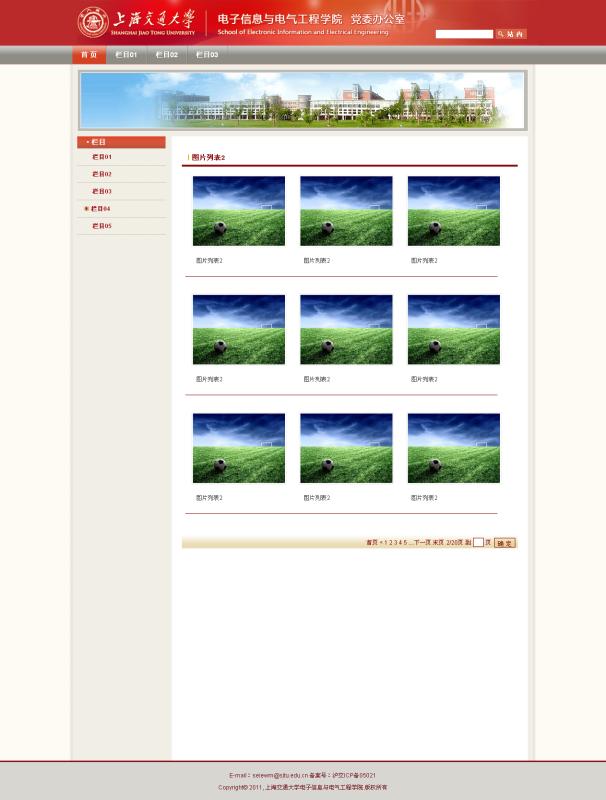 上海交通大学
SHANGHAI JIAO TONG UNIVERSITY
电子信息与电气工程学院 党委办公室
School of Electronic Information and Electrical Engineering
站 内
首 页 栏目01 栏目02 栏目03
· 栏目
栏目01
栏目02
栏目03
栏目04
栏目05
图片列表2
图片列表2 图片列表2 图片列表2
图片列表2 图片列表2 图片列表2
图片列表2 图片列表2 图片列表2
首页 < 1 2 3 4 5 ...下一页 末页 2/20页 跳 页 确 定
E-mail：seiewm@sjtu.edu.cn 备案号：沪交ICP备05021
Copyright© 2011, 上海交通大学电子信息与电气工程学院 版权所有